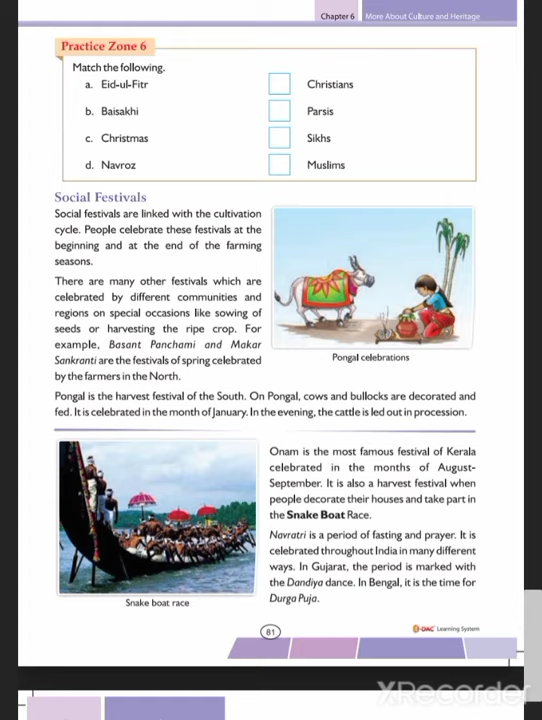 Chapter 6 More About Culture and Heritage
Practice Zone 6
Match the following.
a. Eid-ul-Fitr Christians
b. Baisakhi Parsis
c. Christmas Sikhs
d. Navroz Muslims
Social Festivals
Social festivals are linked with the cultivation
cycle. People celebrate these festivals at the
beginning and at the end of the farming
seasons.
There are many other festivals which are
celebrated by different communities and
regions on special occasions like sowing of
seeds or harvesting the ripe crop. For
example, Basant Panchami and Makar
Sankranti are the festivals of spring celebrated
by the farmers in the North.
Pongal celebrations
Pongal is the harvest festival of the South. On Pongal, cows and bullocks are decorated and
fed. It is celebrated in the month of January. In the evening, the cattle is led out in procession.
Snake boat race
Onam is the most famous festival of Kerala
celebrated in the months of August-
September. It is also a harvest festival when
people decorate their houses and take part in
the Snake Boat Race.
Navratri is a period of fasting and prayer. It is
celebrated throughout India in many different
ways. In Gujarat, the period is marked with
the Dandiya dance. In Bengal, it is the time for
Durga Puja.
81
Learning System
XRecorder